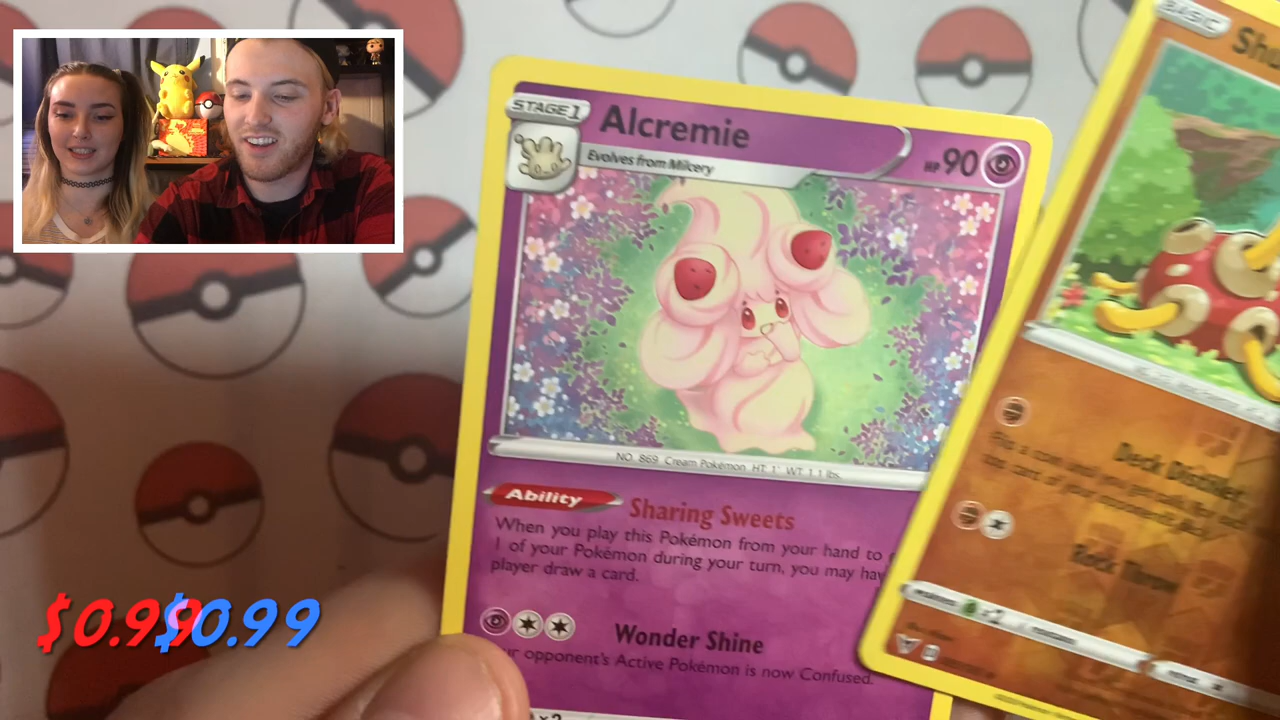 STAGE 1
Alcremie
HP 90
Evolves from Milcery
NO. 869 Cream Pokémon HT: 1' WT: 1.1 lbs.
Ability
Sharing Sweets
When you play this Pokémon from your hand to
1 of your Pokémon during your turn, you may
player draw a card.
Wonder Shine
opponent's Active Pokémon is now Confused.
×2
BASIC
Rock Throw
×2
$0.99
$0.99